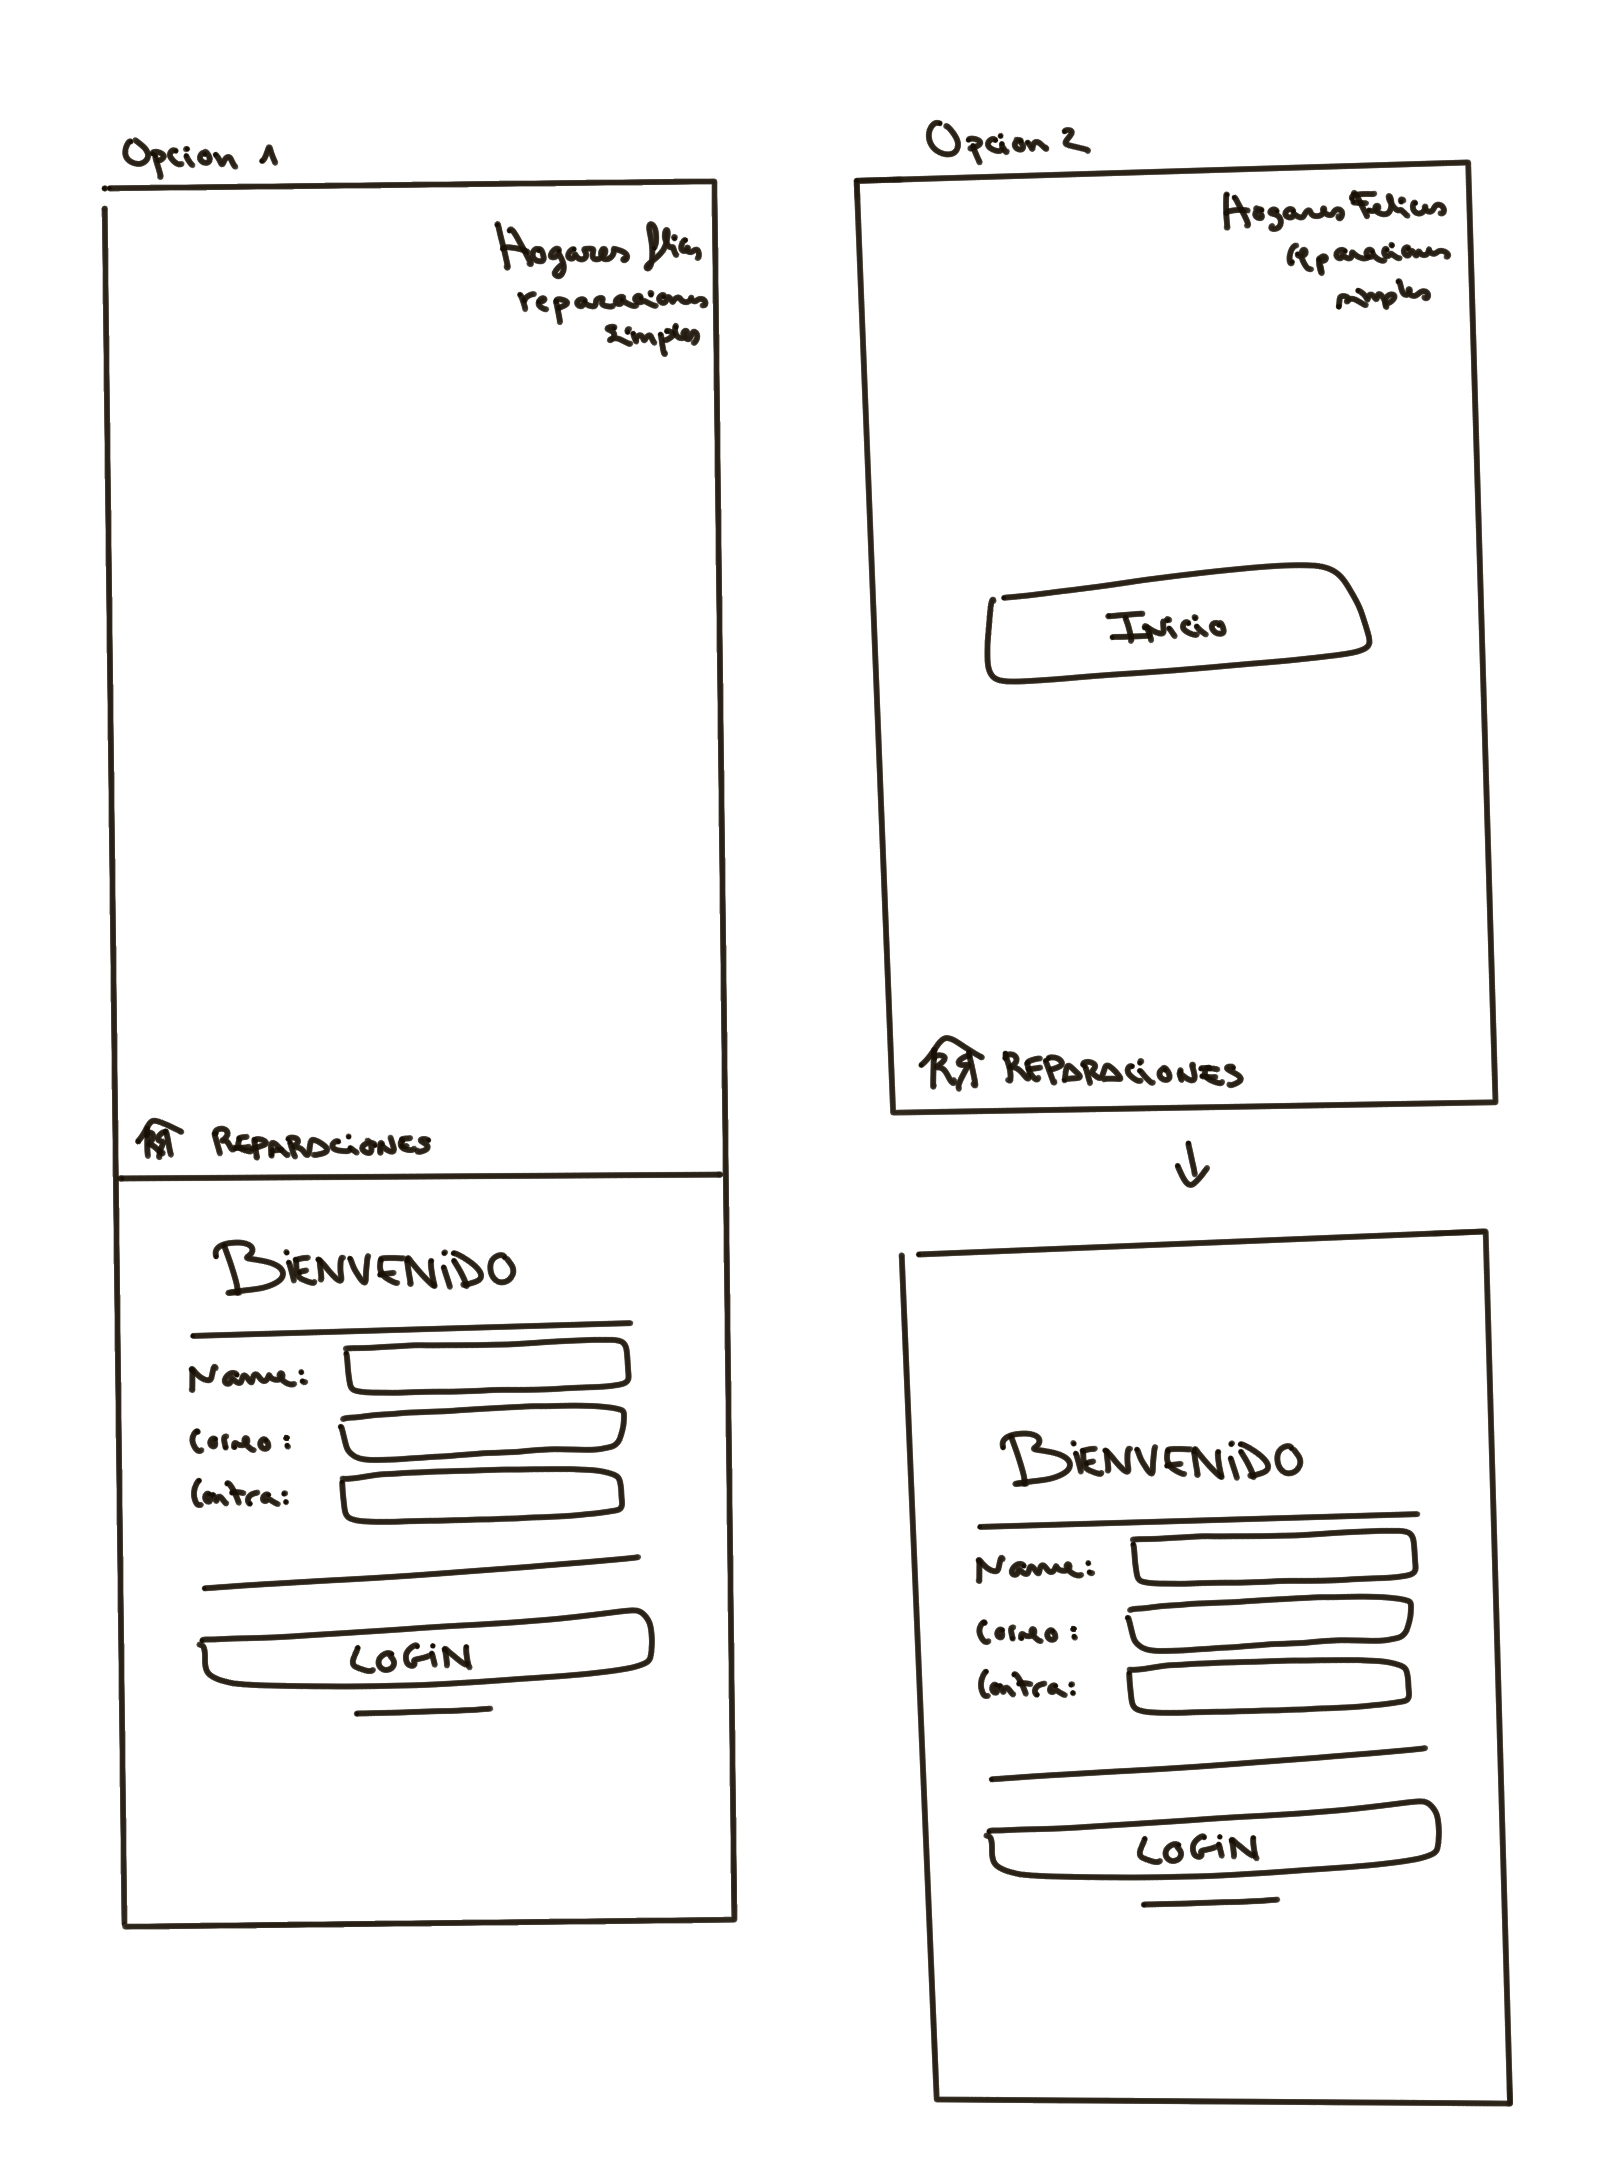 Opcion 1
Hogares flics
reparaciones
simples
RR REPARACIONES
BIENVENIDO
Name:
Correo:
Contra:
LOGIN
Opcion 2
Hogares Felices
reparaciones
simples
Inicio
RR REPARACIONES
BIENVENIDO
Name:
Correo:
Contra:
LOGIN